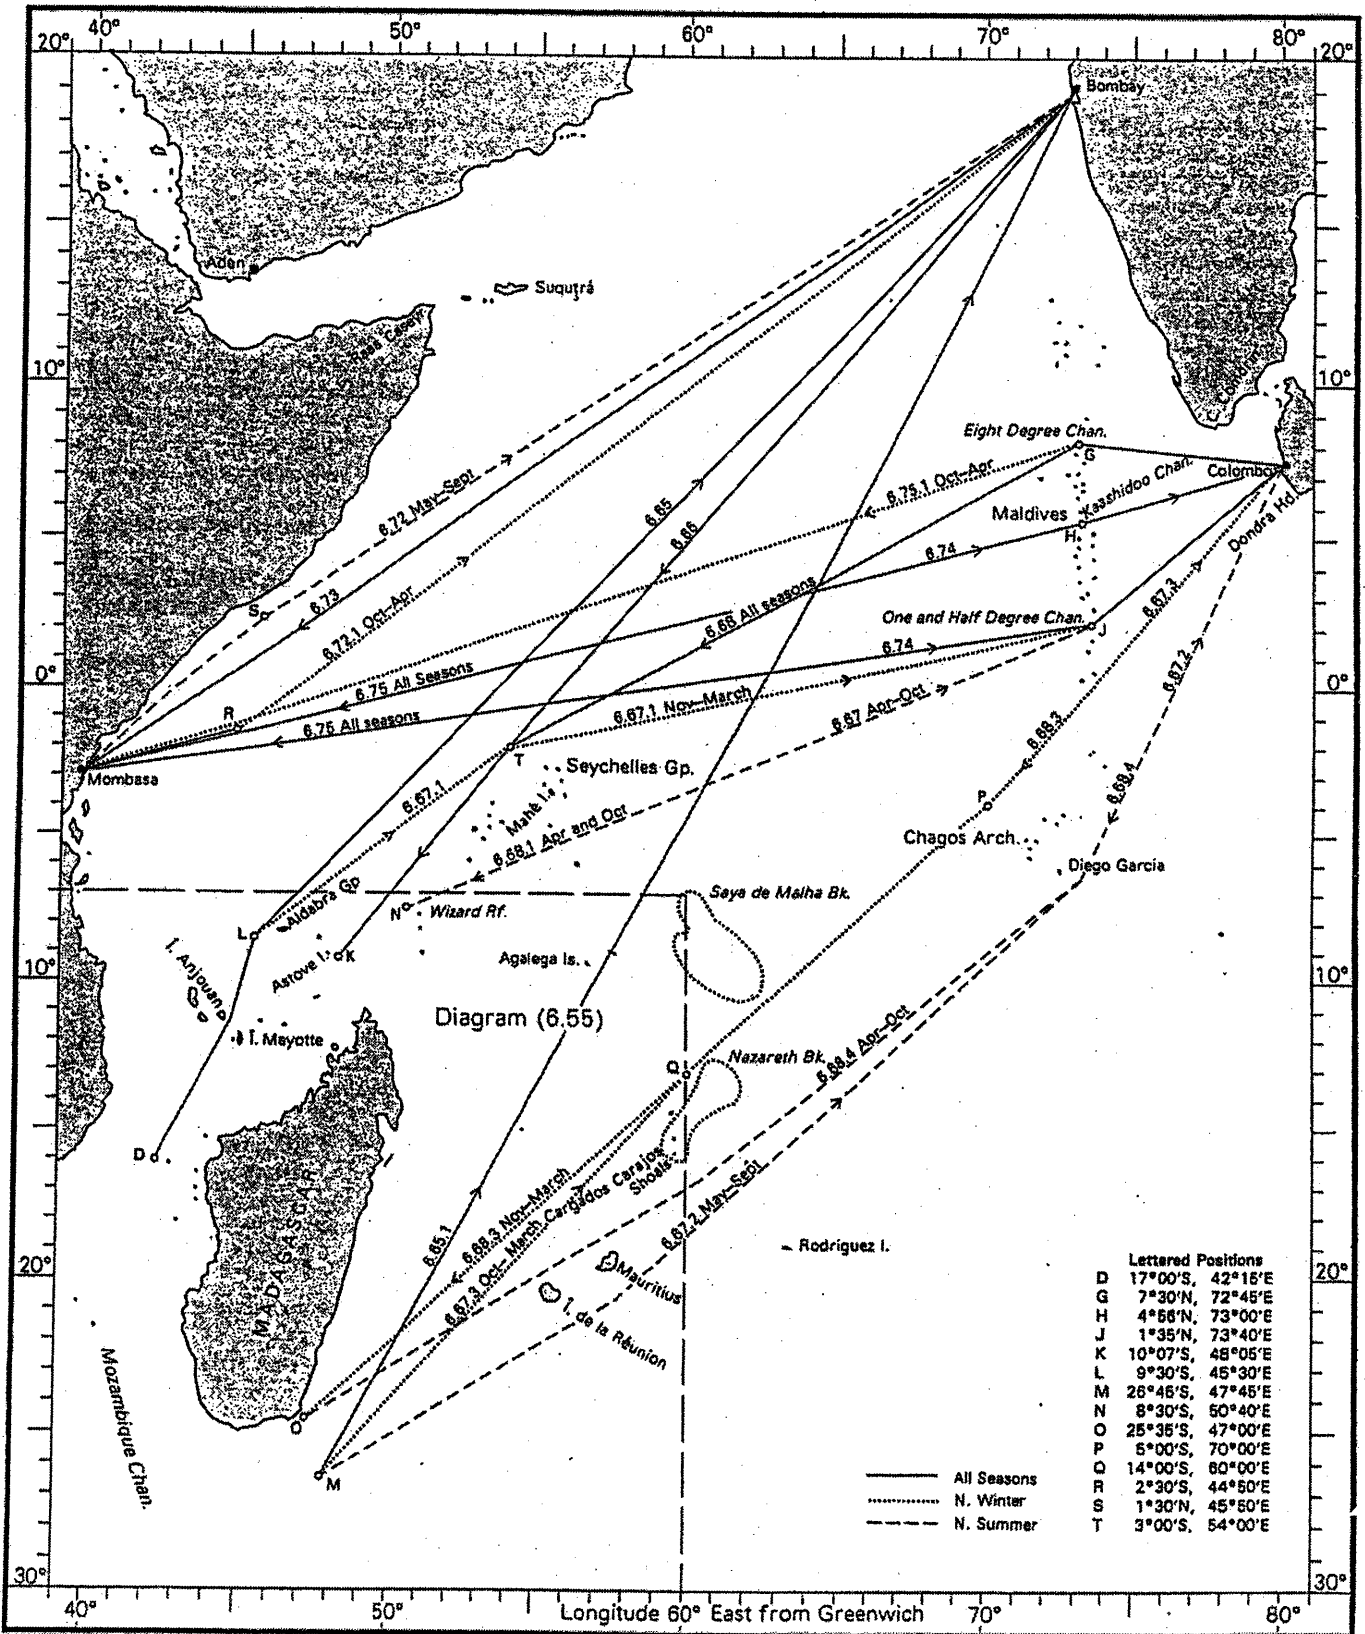 40° 50° 60° 70° 80°
20° 20°
Bombay
Aden
Suquţrá
Raas Caseyr
10° 10°
C. Comorin
Eight Degree Chan.
G
Colombo
6.75.1 Oct–Apr
Kaashidoo Chan.
Maldives
H
Dondra Hd.
6.72 May–Sept
6.65
6.66
6.74
6.73
S
6.72.1 Oct–Apr
6.68 All seasons
One and Half Degree Chan.
J
6.67.3
6.74
6.67.2
0° 0°
6.75 All Seasons
R
6.76 All seasons
6.67.1 Nov–March
6.67 Apr–Oct
6.68.3
Mombasa
T
Seychelles Gp.
6.67.1
Mahé I.
P
6.68.4
6.68.1 Apr and Oct
Chagos Arch.
Diego Garcia
Aldabra Gp
N
Wizard Rf.
Saya de Malha Bk.
L
Astove I.
K
Agalega Is.
I. Anjouan
10° 10°
Diagram (6.55)
Î. Mayotte
Nazareth Bk.
Q
6.68.4 Apr–Oct
D
Cargados Carajos
Shoals
6.68.3 Nov–March
6.67.3 Oct–March
6.67.2 May–Sept
6.65.1
MADAGASCAR
Rodriguez I.
Mauritius
20° 20°
Î. de la Réunion
Mozambique Chan.
O
M
Lettered Positions
D 17°00'S, 42°15'E
G 7°30'N, 72°45'E
H 4°56'N, 73°00'E
J 1°35'N, 73°40'E
K 10°07'S, 48°05'E
L 9°30'S, 45°30'E
M 26°45'S, 47°45'E
N 8°30'S, 50°40'E
O 25°35'S, 47°00'E
P 5°00'S, 70°00'E
Q 14°00'S, 60°00'E
R 2°30'S, 44°50'E
S 1°30'N, 45°50'E
T 3°00'S, 54°00'E
All Seasons
N. Winter
N. Summer
30° 30°
40° 50° Longitude 60° East from Greenwich 70° 80°